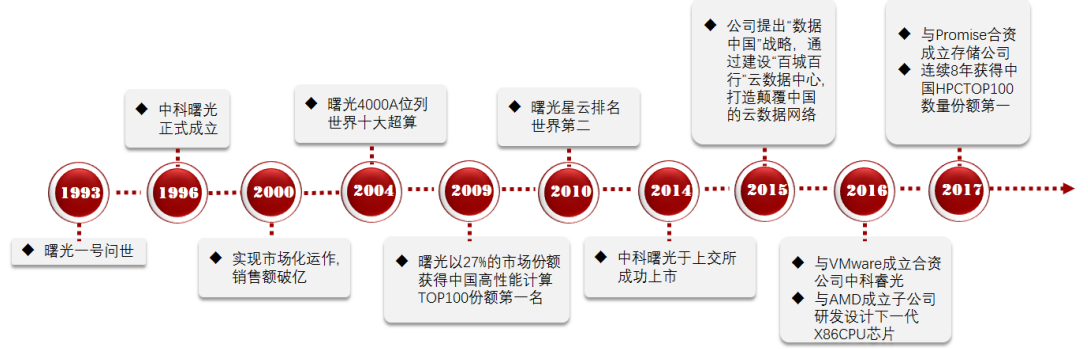 1993
◆ 曙光一号问世
1996
◆ 中科曙光
正式成立
2000
◆ 实现市场化运作,
销售额破亿
2004
◆ 曙光4000A位列
世界十大超算
2009
◆ 曙光以27%的市场份额
获得中国高性能计算
TOP100份额第一名
2010
◆ 曙光星云排名
世界第二
2014
◆ 中科曙光于上交所
成功上市
2015
◆ 公司提出“数据
中国”战略，通
过建设“百城百
行”云数据中心,
打造颠覆中国
的云数据网络
2016
◆ 与VMware成立合资
公司中科睿光
◆ 与AMD成立子公司
研发设计下一代
X86CPU芯片
2017
◆ 与Promise合资
成立存储公司
◆ 连续8年获得中
国HPCTOP100
数量份额第一